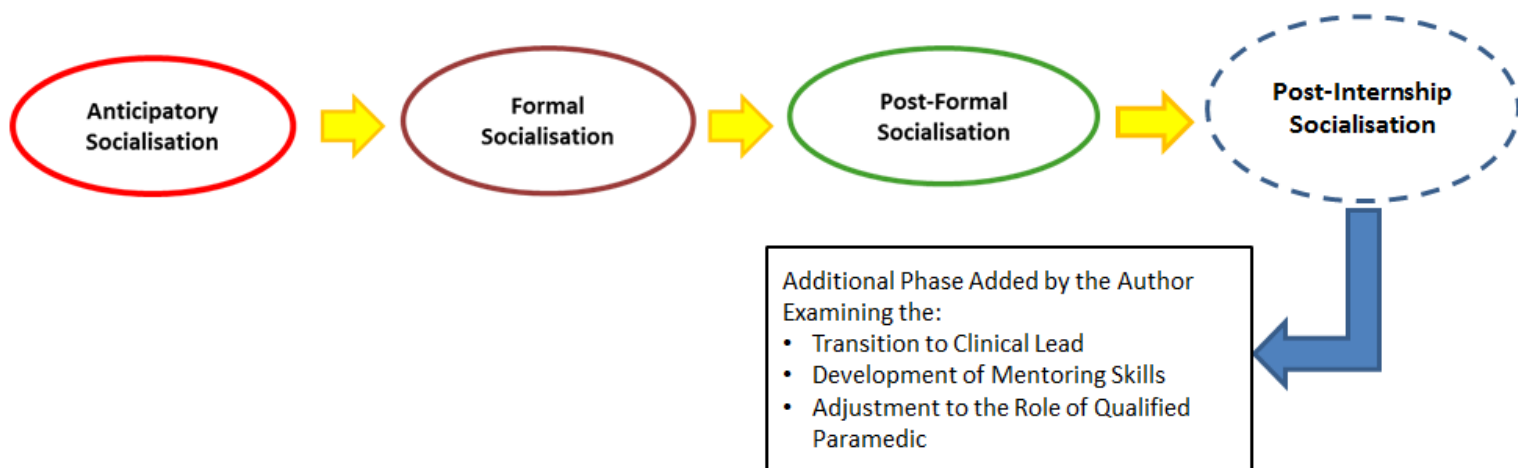 Anticipatory
Socialisation
Formal
Socialisation
Post-Formal
Socialisation
Post-Internship
Socialisation
Additional Phase Added by the Author
Examining the:
• Transition to Clinical Lead
• Development of Mentoring Skills
• Adjustment to the Role of Qualified
Paramedic